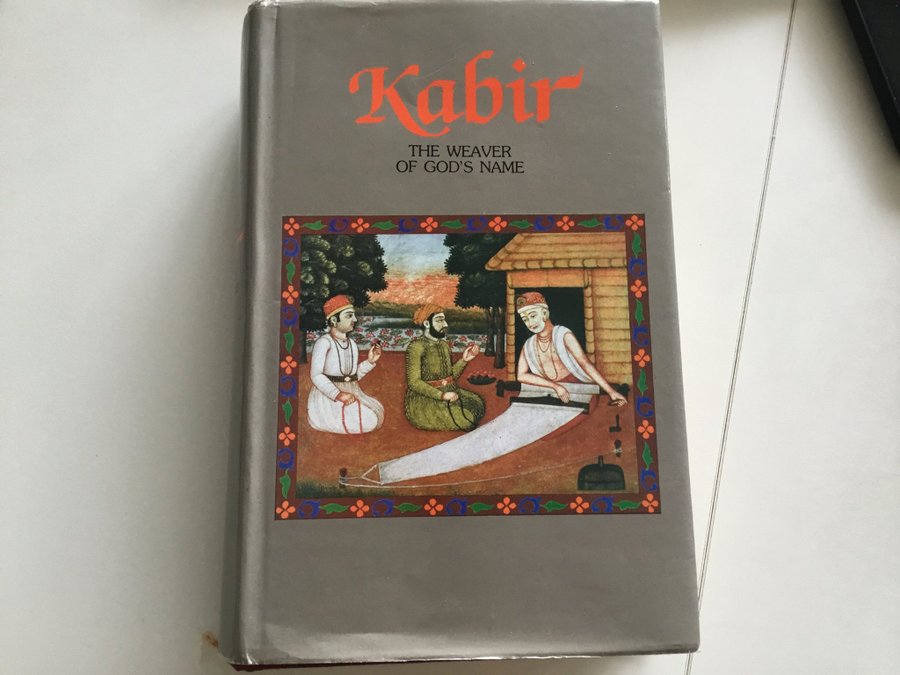 Kabir
THE WEAVER
OF GOD'S NAME